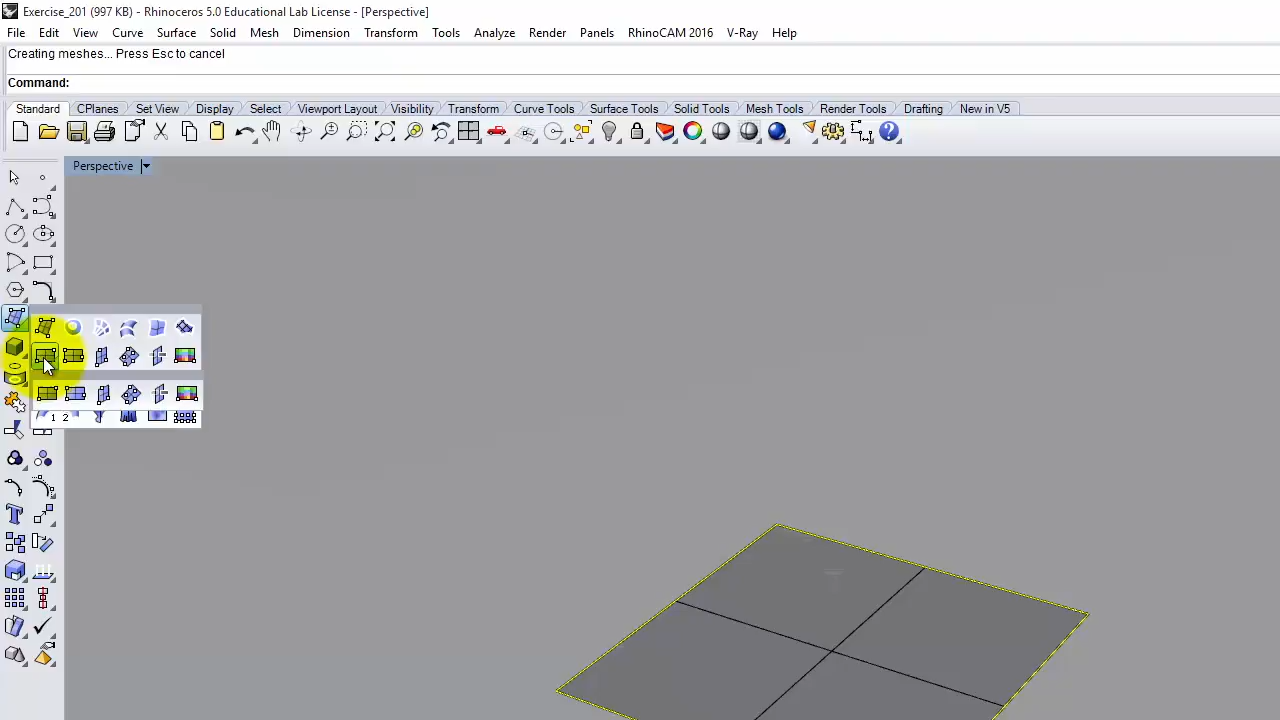 Exercise_201 (997 KB) - Rhinoceros 5.0 Educational Lab License - [Perspective]
File Edit View Curve Surface Solid Mesh Dimension Transform Tools Analyze Render Panels RhinoCAM 2016 V-Ray Help
Creating meshes... Press Esc to cancel
Command:
Standard CPlanes Set View Display Select Viewport Layout Visibility Transform Curve Tools Surface Tools Solid Tools Mesh Tools Render Tools Drafting New in V5
Perspective
1 2